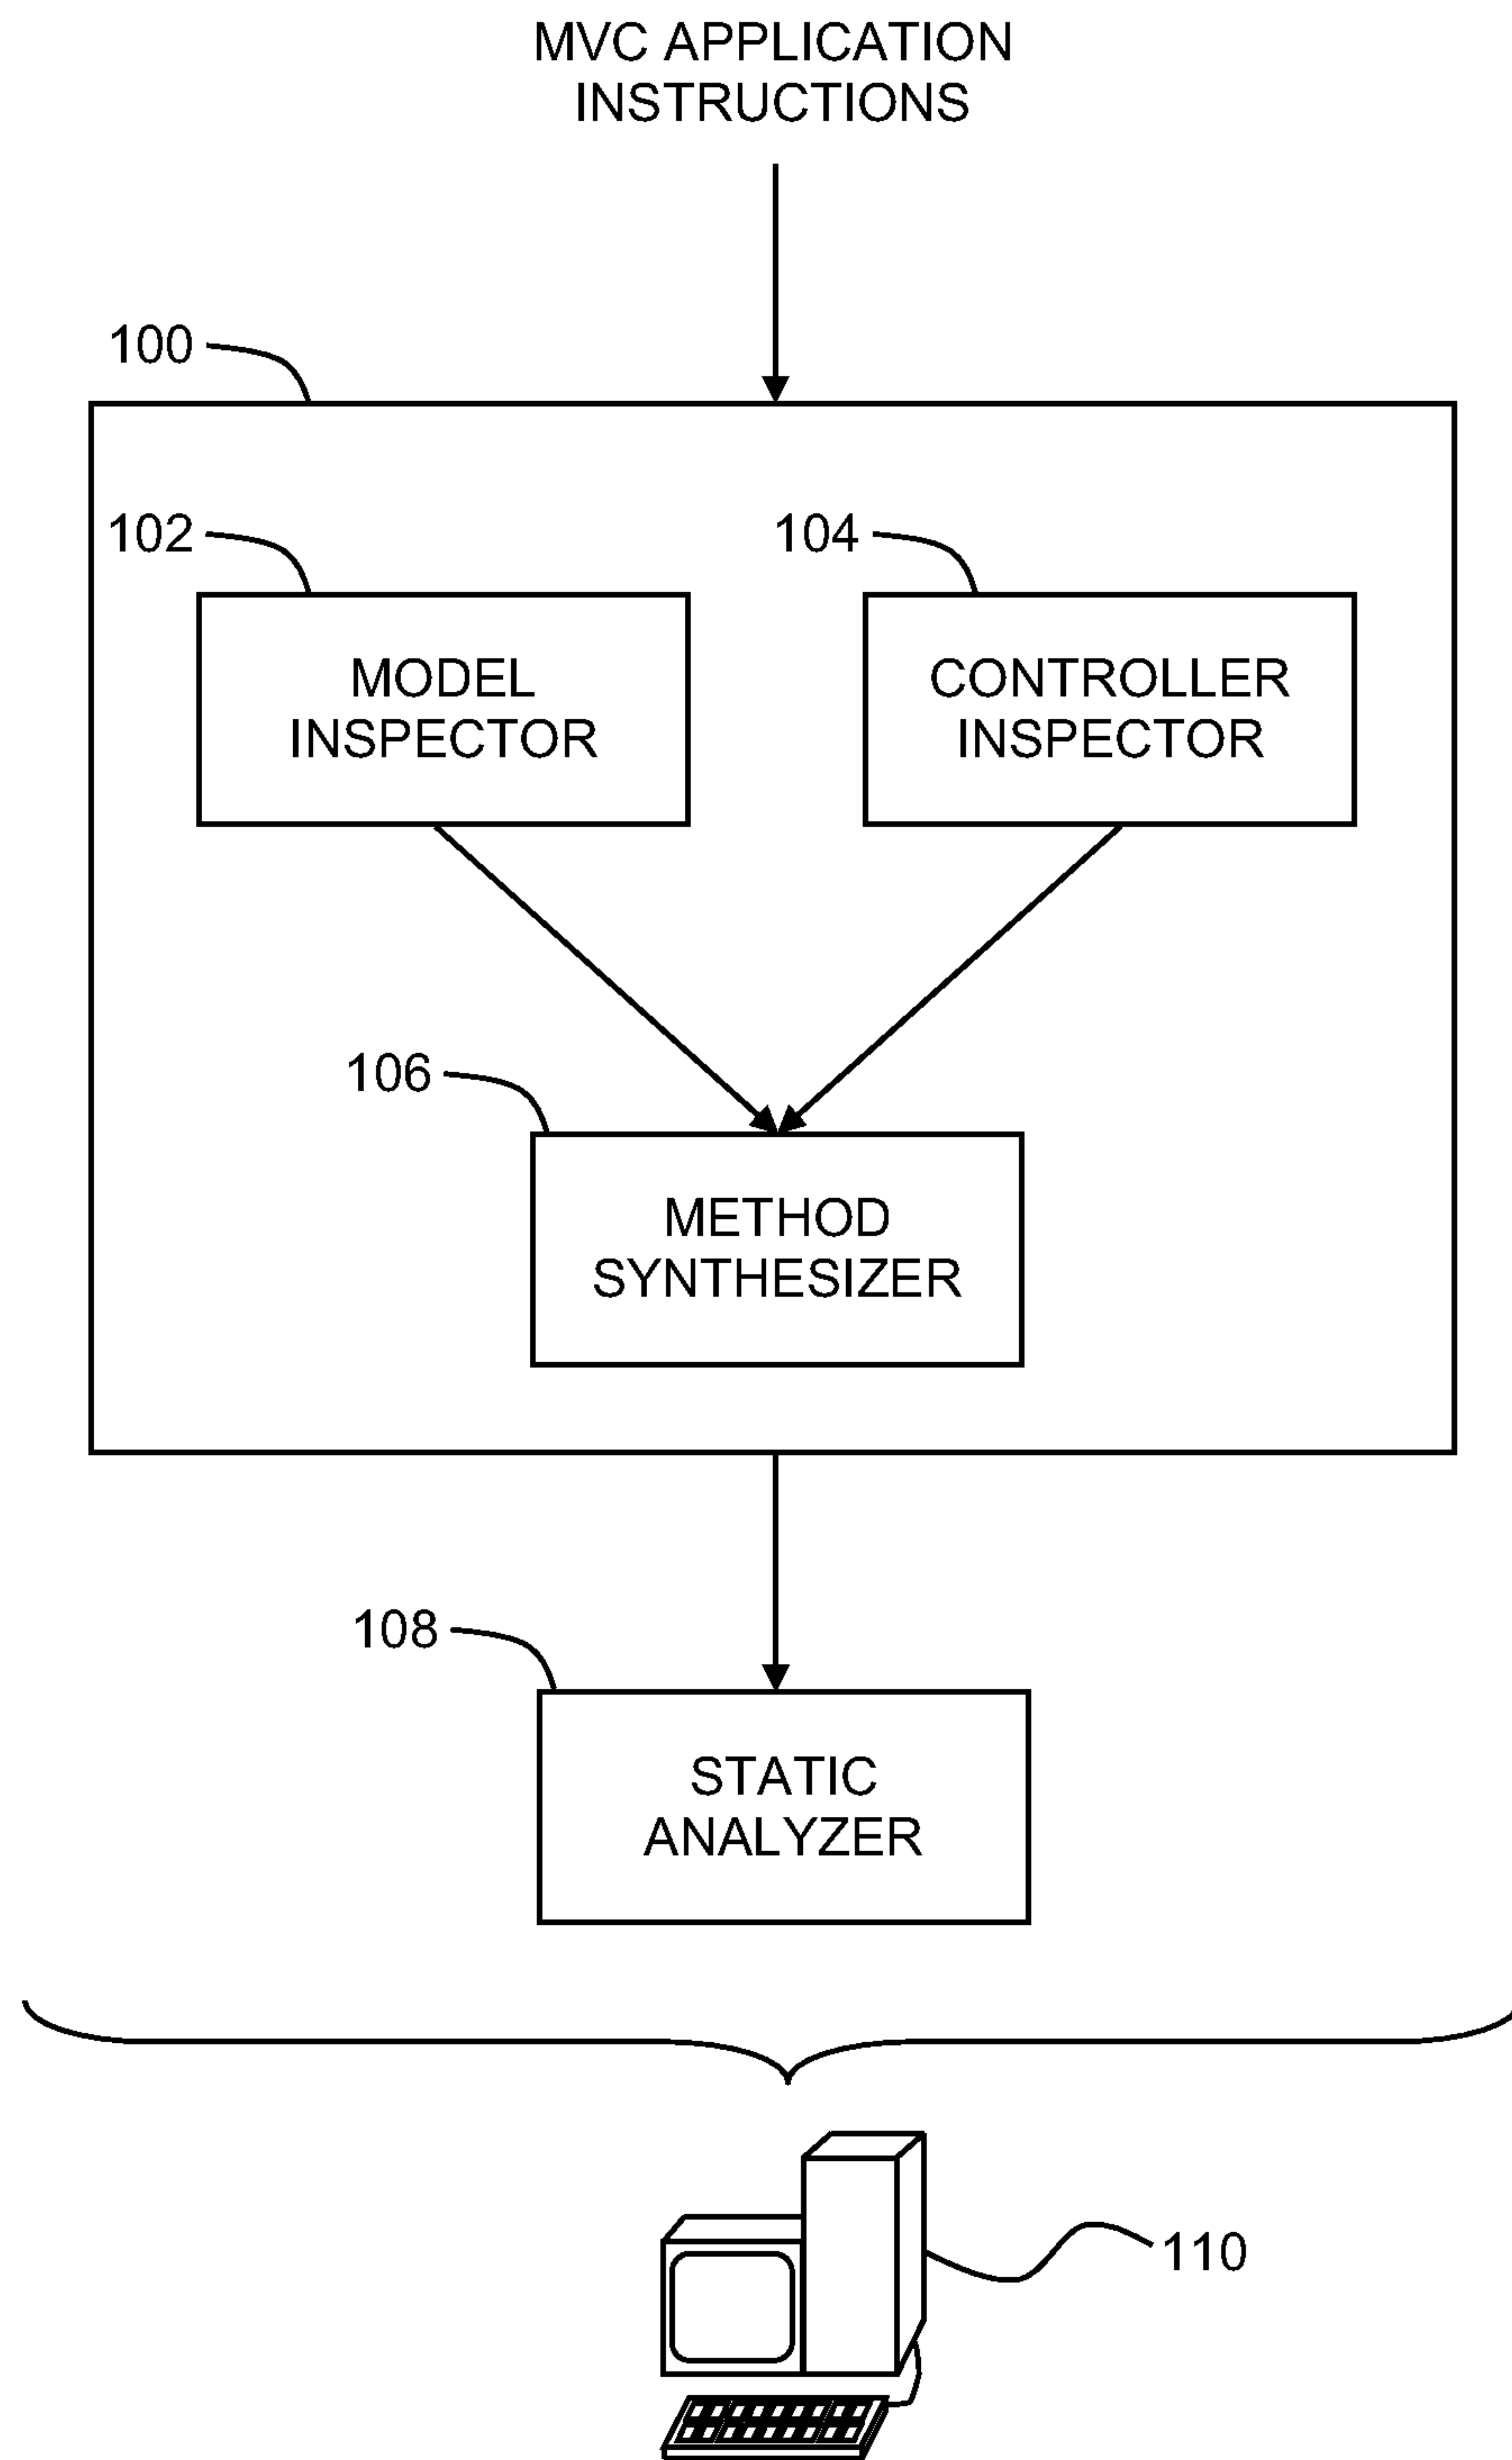 MVC APPLICATION
INSTRUCTIONS
100
102
104
MODEL
INSPECTOR
CONTROLLER
INSPECTOR
106
METHOD
SYNTHESIZER
108
STATIC
ANALYZER
110